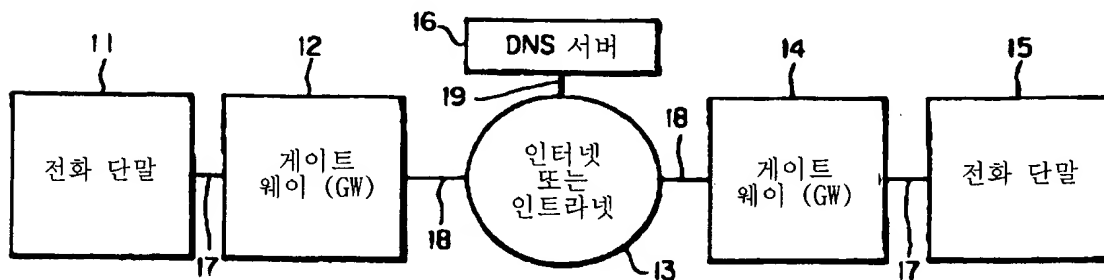 11
12
16
DNS 서버
19
14
15
전화 단말
17
게이트
웨이 (GW)
18
인터넷
또는
인트라넷
13
18
게이트
웨이 (GW)
17
전화 단말